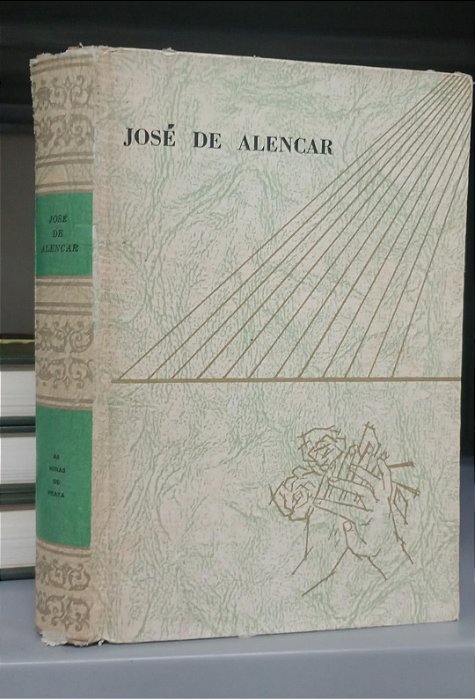 JOSÉ DE ALENCAR
JOSÉ
DE
ALENCAR
AS
MINAS
DE
PRATA